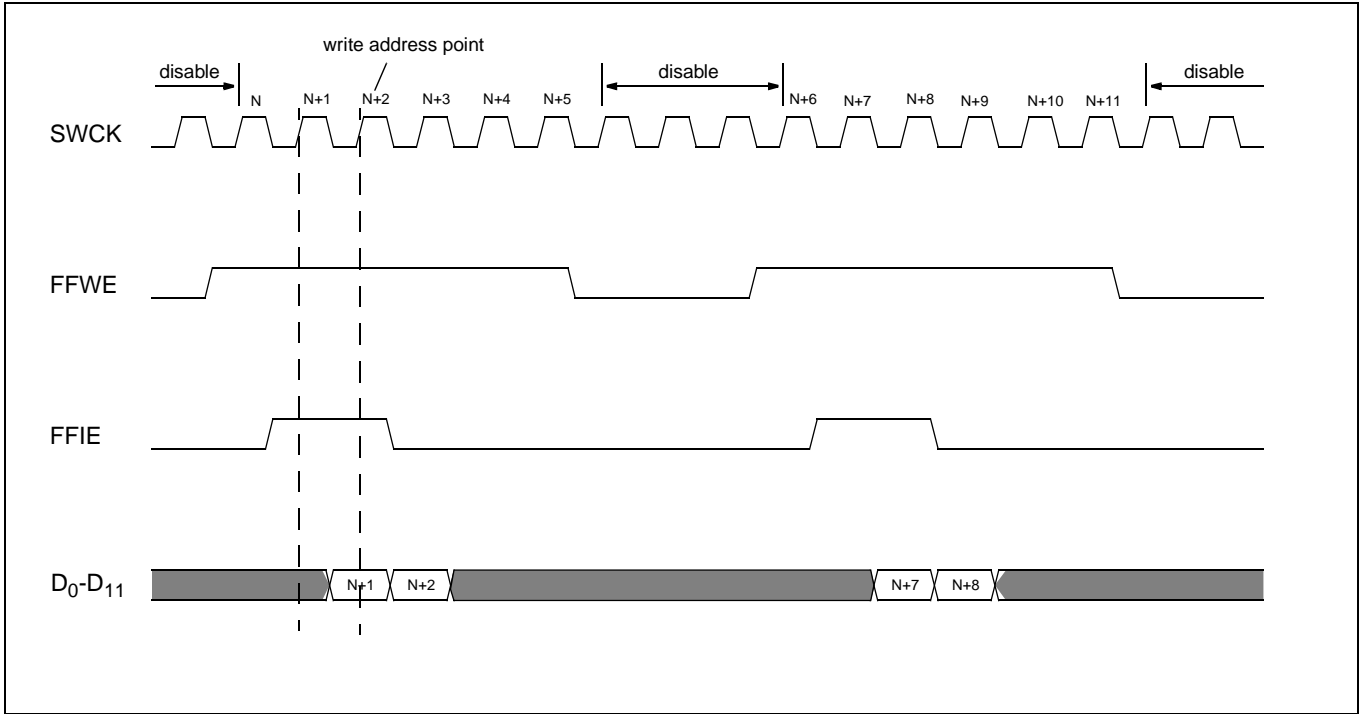 write address point
disable disable disable
N N+1 N+2 N+3 N+4 N+5 N+6 N+7 N+8 N+9 N+10 N+11
SWCK
FFWE
FFIE
D0-D11 N+1 N+2 N+7 N+8